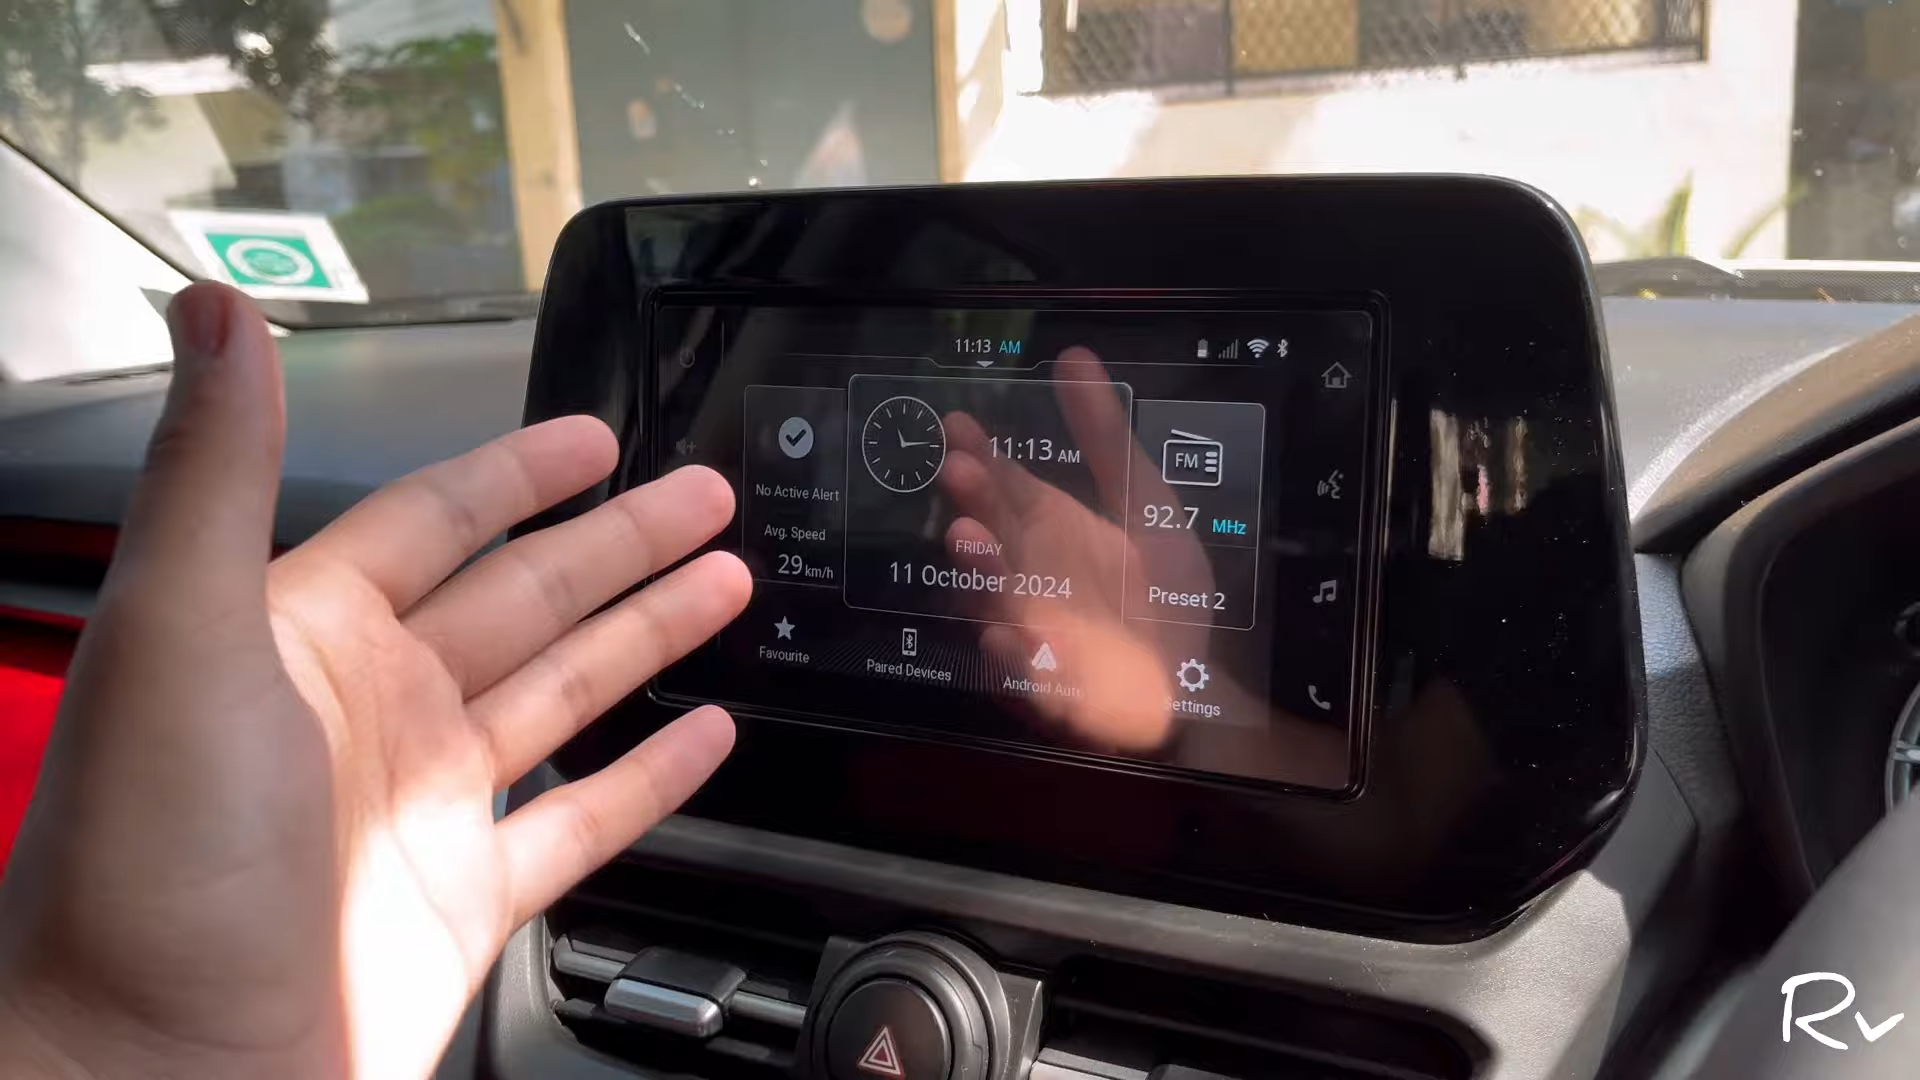 11:13 AM
No Active Alert
Avg. Speed
29 km/h
11:13 AM
FRIDAY
11 October 2024
FM
92.7 MHz
Preset 2
Favourite
Paired Devices
Android Auto
Settings
Rv